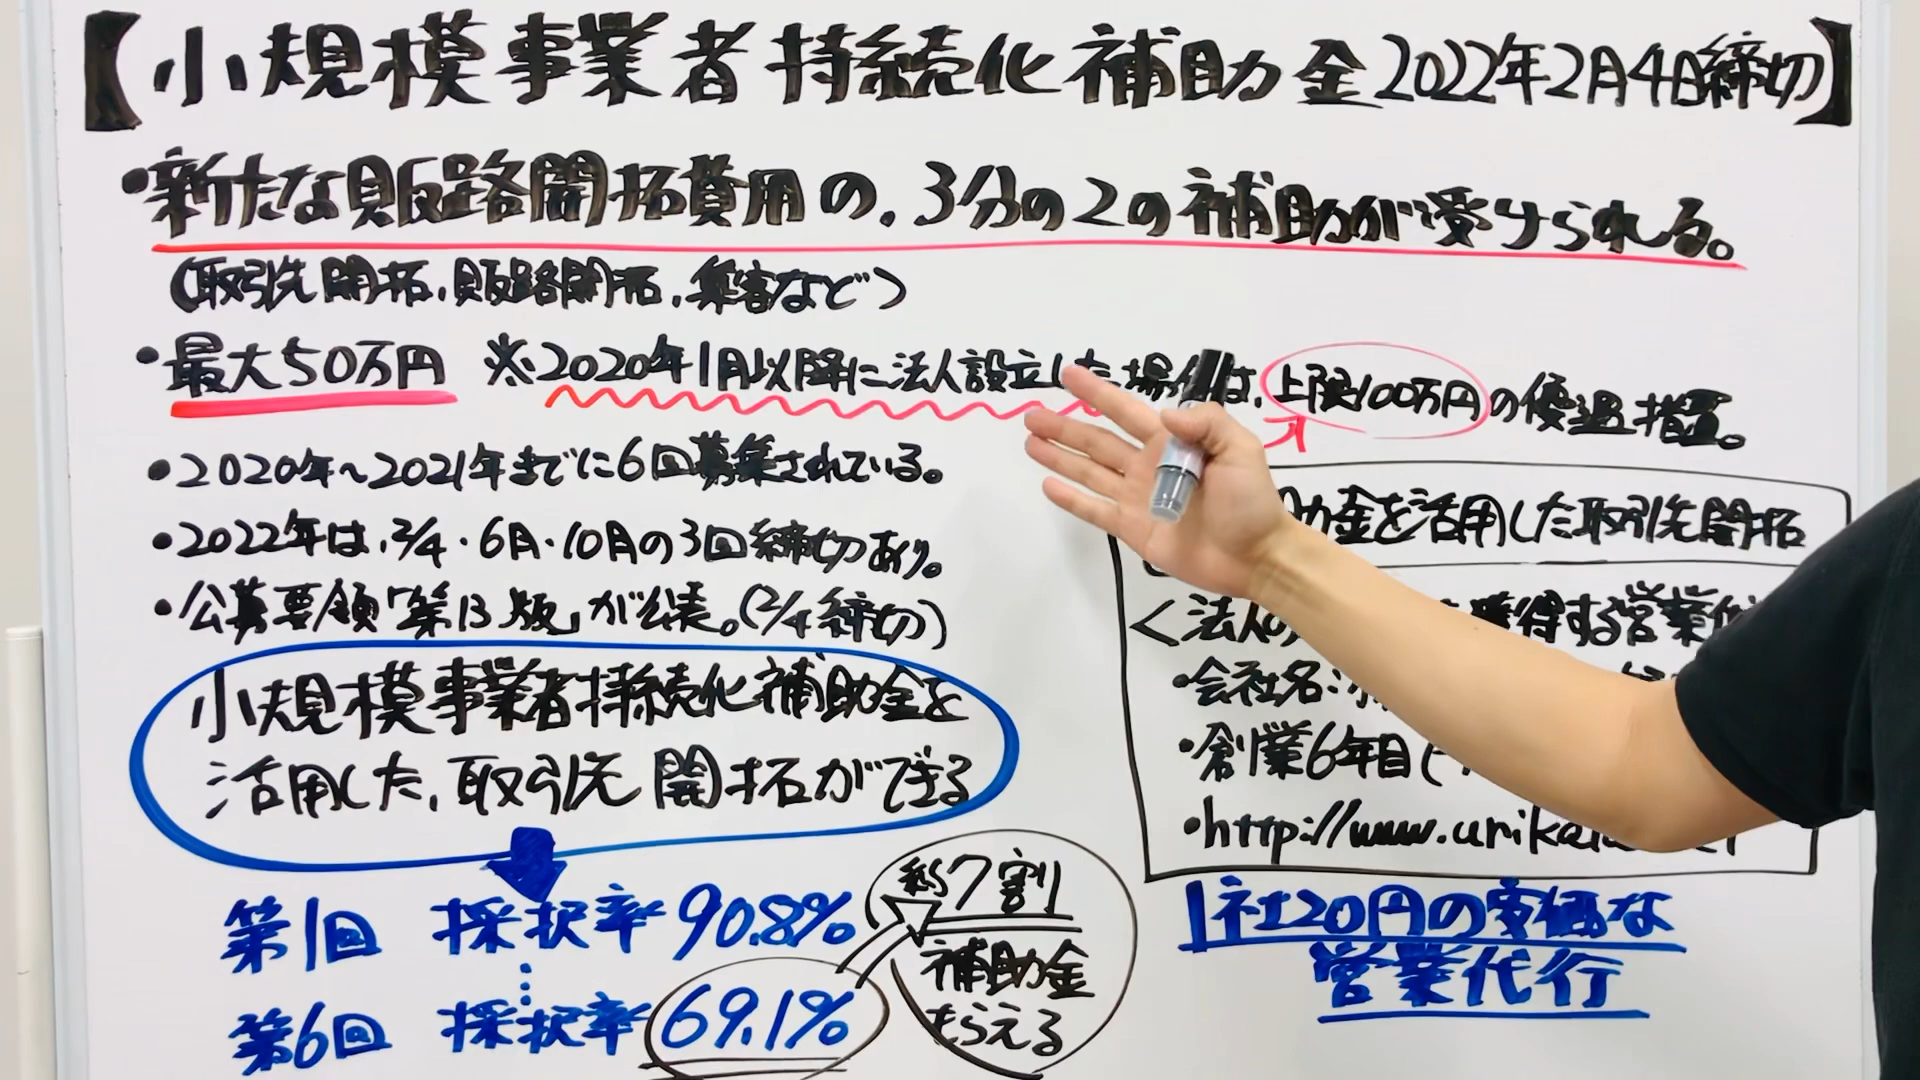 【小規模事業者持続化補助金2022年2月4日締切】
・新たな販路開拓費用の、3分の2の補助が受けられる。
(取引先開拓、販路開拓、集客など)
・最大50万円 ※2020年1月以降に法人設立した場合は、上限100万円の優遇措置。
・2020年〜2021年までに6回募集されている。
・2022年は、2/4・6月・10月の3回締切あり。
・公募要領「第13版」が公表。(2/4締切)
小規模事業者持続化補助金を
活用した、取引先開拓ができる
第1回 採択率90.8%
第6回 採択率69.1%
約7割
補助金
もらえる
助金を活用した取引先開拓
<法人の 獲得する営業代
・会社名:
・創業6年目(
・http://www.urikata
1社20円の安価な
営業代行